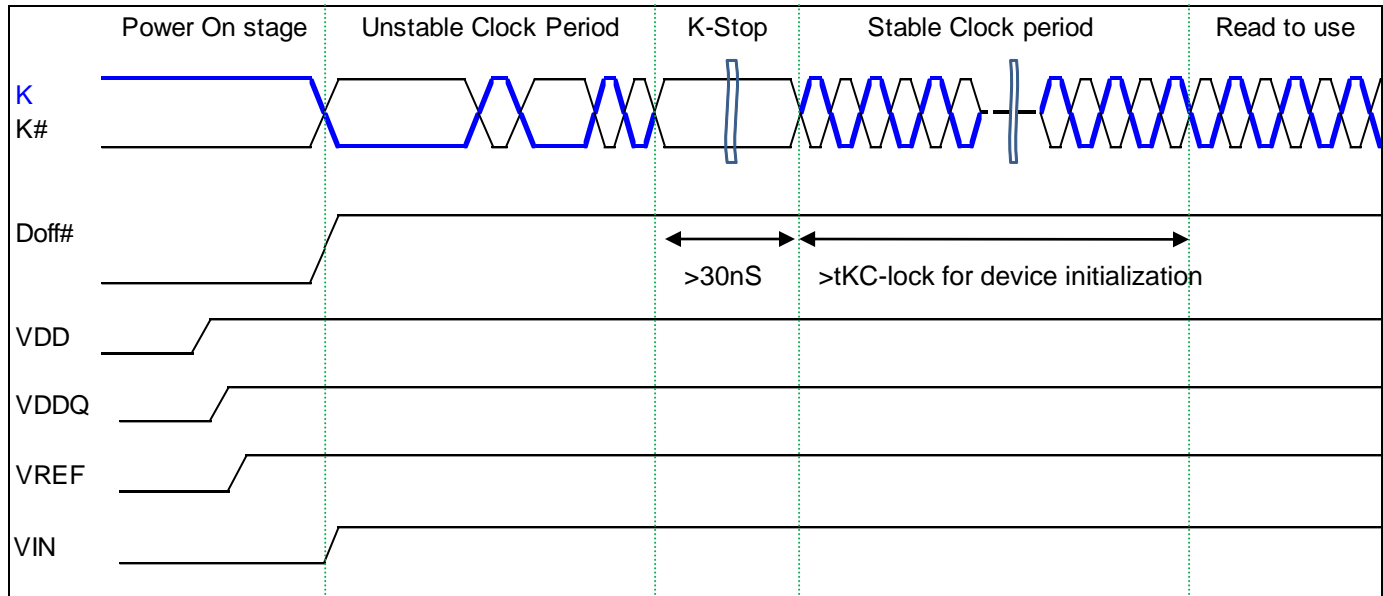 Power On stage Unstable Clock Period K-Stop Stable Clock period Read to use
K
K#
Doff#
>30nS >tKC-lock for device initialization
VDD
VDDQ
VREF
VIN